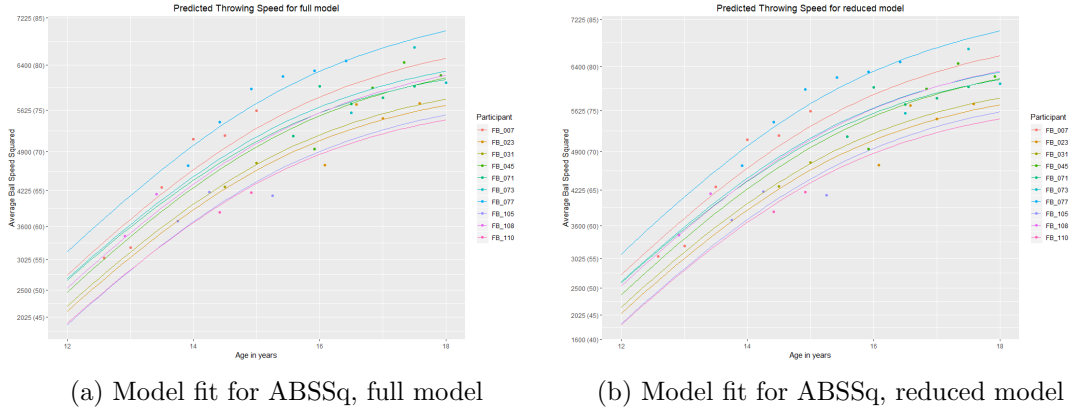 Predicted Throwing Speed for full model
7225 (85)
6400 (80)
5625 (75)
4900 (70)
4225 (65)
3600 (60)
3025 (55)
2500 (50)
2025 (45)
Average Ball Speed Squared
12
14
16
18
Age in years
Participant
FB_007
FB_023
FB_031
FB_045
FB_071
FB_073
FB_077
FB_105
FB_108
FB_110
(a) Model fit for ABSSq, full model
Predicted Throwing Speed for reduced model
7225 (85)
6400 (80)
5625 (75)
4900 (70)
4225 (65)
3600 (60)
3025 (55)
2500 (50)
2025 (45)
1600 (40)
Average Ball Speed Squared
12
14
16
18
Age in years
Participant
FB_007
FB_023
FB_031
FB_045
FB_071
FB_073
FB_077
FB_105
FB_108
FB_110
(b) Model fit for ABSSq, reduced model